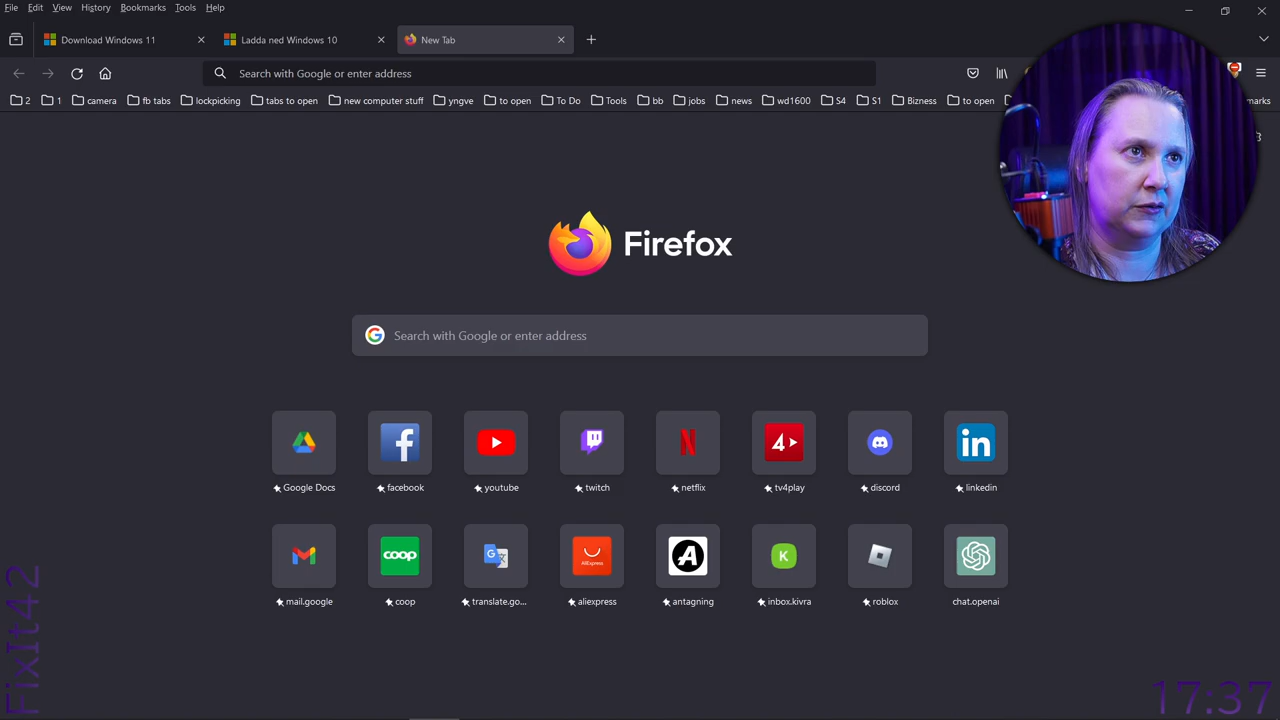 File Edit View History Bookmarks Tools Help
Download Windows 11 Ladda ned Windows 10 New Tab
Search with Google or enter address
2 1 camera fb tabs lockpicking tabs to open new computer stuff yngve to open To Do Tools bb jobs news wd1600 S4 S1 Bizness to open
Firefox
Search with Google or enter address
4
in
Google Docs facebook youtube twitch netflix tv4play discord linkedin
coop
G
AliExpress
A
K
mail.google coop translate.go... aliexpress antagning inbox.kivra roblox chat.openai
FixIt42
17:37